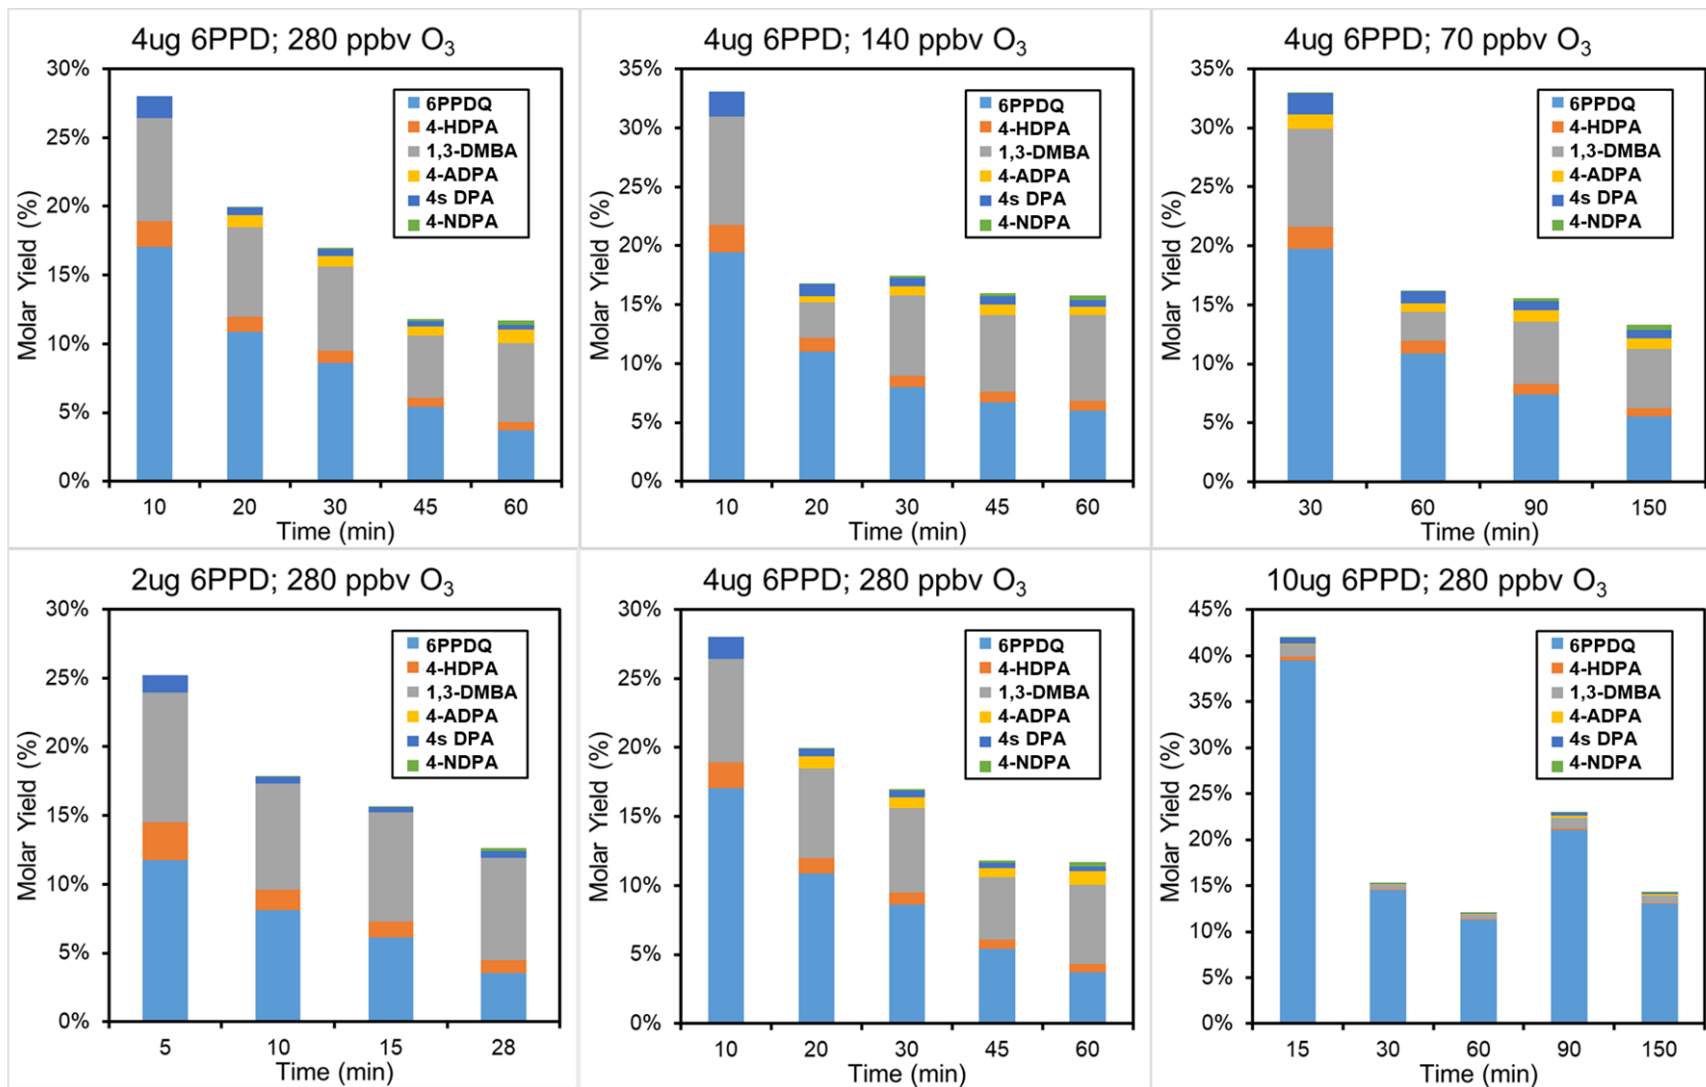 4ug 6PPD; 280 ppbv O₃
30%
25%
20%
15%
10%
5%
0%
Molar Yield (%)
6PPDQ
4-HDPA
1,3-DMBA
4-ADPA
4s DPA
4-NDPA
10 20 30 45 60
Time (min)
4ug 6PPD; 140 ppbv O₃
35%
30%
25%
20%
15%
10%
5%
0%
Molar Yield (%)
6PPDQ
4-HDPA
1,3-DMBA
4-ADPA
4s DPA
4-NDPA
10 20 30 45 60
Time (min)
4ug 6PPD; 70 ppbv O₃
35%
30%
25%
20%
15%
10%
5%
0%
Molar Yield (%)
6PPDQ
4-HDPA
1,3-DMBA
4-ADPA
4s DPA
4-NDPA
30 60 90 150
Time (min)
2ug 6PPD; 280 ppbv O₃
30%
25%
20%
15%
10%
5%
0%
Molar Yield (%)
6PPDQ
4-HDPA
1,3-DMBA
4-ADPA
4s DPA
4-NDPA
5 10 15 28
Time (min)
4ug 6PPD; 280 ppbv O₃
30%
25%
20%
15%
10%
5%
0%
Molar Yield (%)
6PPDQ
4-HDPA
1,3-DMBA
4-ADPA
4s DPA
4-NDPA
10 20 30 45 60
Time (min)
10ug 6PPD; 280 ppbv O₃
45%
40%
35%
30%
25%
20%
15%
10%
5%
0%
Molar Yield (%)
6PPDQ
4-HDPA
1,3-DMBA
4-ADPA
4s DPA
4-NDPA
15 30 60 90 150
Time (min)